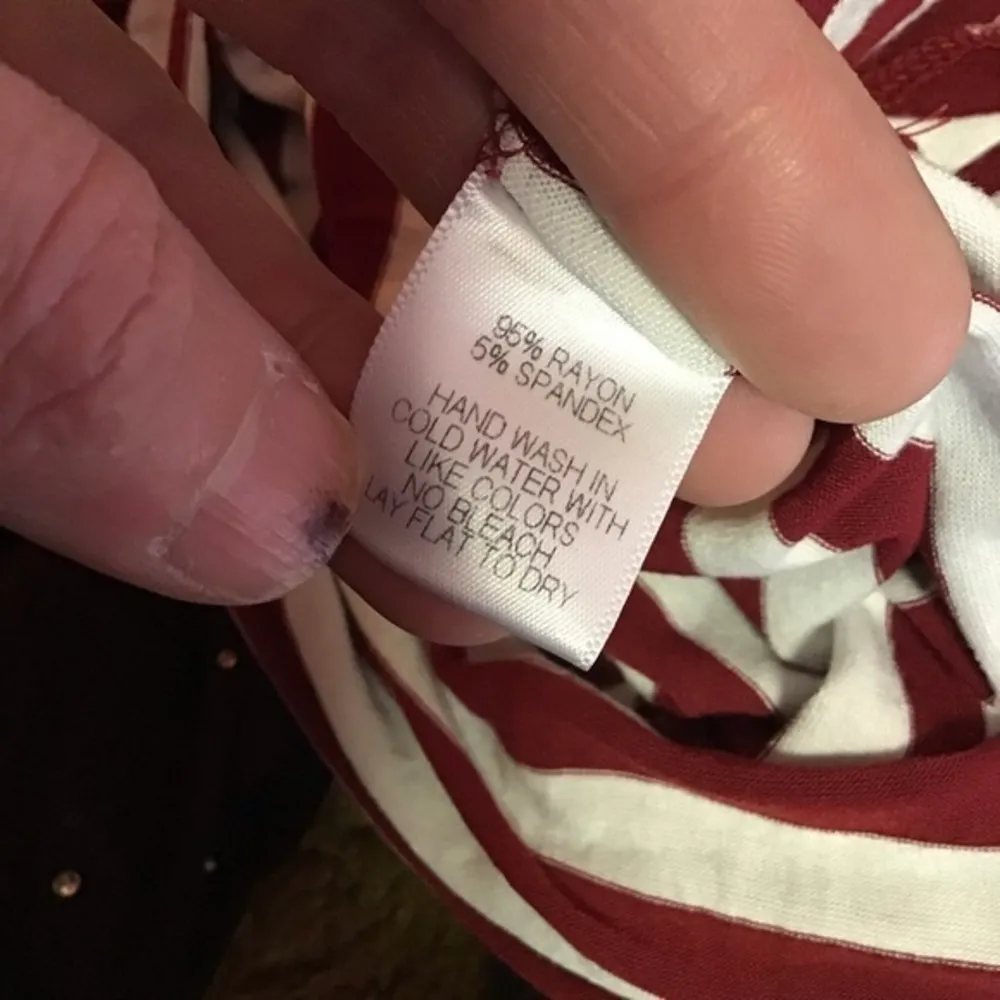 95% RAYON
5% SPANDEX
HAND WASH IN
COLD WATER WITH
LIKE COLORS
NO BLEACH
LAY FLAT TO DRY